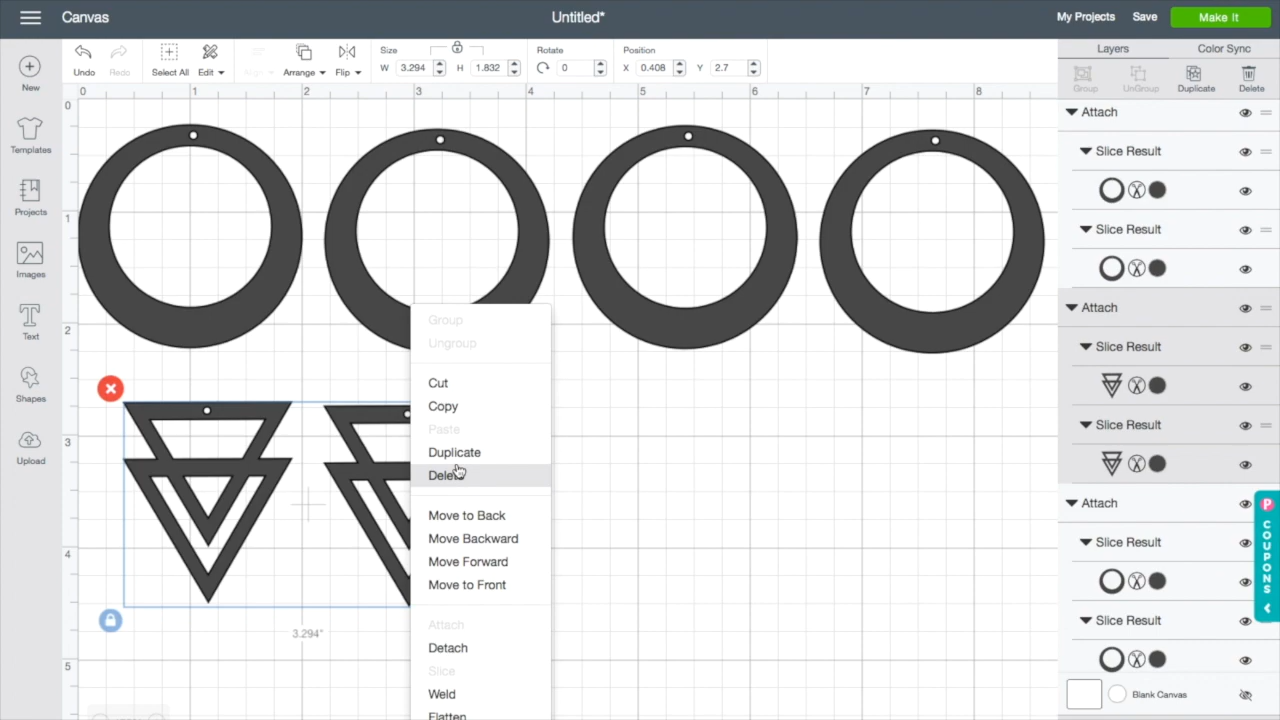 Canvas
Untitled*
My Projects
Save
Make It
New
Templates
Projects
Images
Text
Shapes
Upload
Undo
Redo
Select All
Edit
Align
Arrange
Flip
Size
W 3.294
H 1.832
Rotate
0
Position
X 0.408
Y 2.7
0 1 2 3 4 5 6 7 8
0
1
2
3
4
5
3.294"
Group
Ungroup
Cut
Copy
Paste
Duplicate
Delete
Move to Back
Move Backward
Move Forward
Move to Front
Attach
Detach
Slice
Weld
Flatten
Layers
Color Sync
Group
UnGroup
Duplicate
Delete
Attach
Slice Result
Slice Result
Attach
Slice Result
Slice Result
Attach
Slice Result
Slice Result
Blank Canvas
P
COUPONS